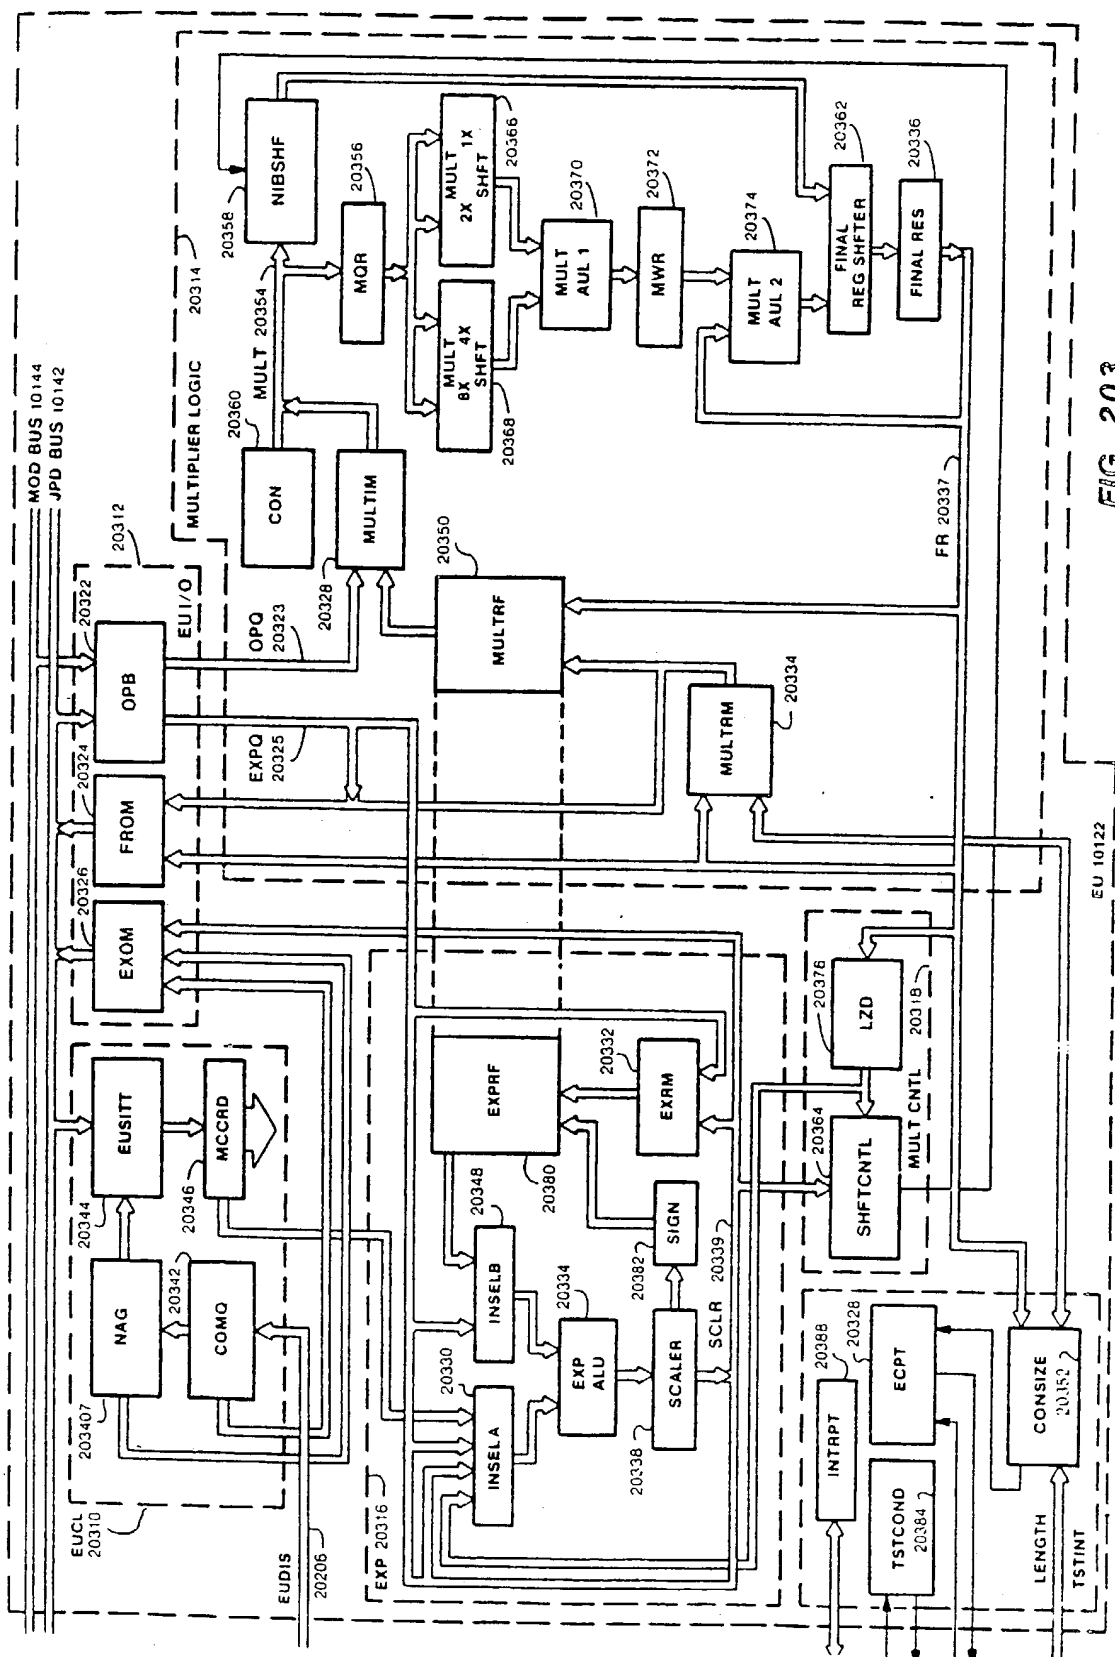 MOD BUS 10144
JPD BUS 10142
20312
20322
EU I/O
OPB
20324
FROM
20326
EXOM
OPQ
20323
EXPQ
20325
20314
MULTIPLIER LOGIC
20358
NIBSHF
MULT 20354
20360
CON
20328
MULTIM
MQR
20356
MULT
8X 4X
SHFT
20368
MULT
2X 1X
SHFT
20366
MULT
AUL 1
20370
MWR
20372
MULT
AUL 2
20374
FINAL
REG SHFTER
20362
FINAL RES
20336
FR 20337
MULTRF
20350
MULTRM
20334
EUSITT
20344
MCCRD
20346
NAG
203407
COMQ
20342
EUCL
20310
EUDIS
20206
EXP 20316
INSELA
20330
INSELB
20348
EXPRF
20380
EXRM
20332
EXP
ALU
20334
SCALER
20338
SIGN
20382
SCLR
20339
LZD
20376
SHFTCNTL
20364
MULT CNTL
20318
INTRPT
20388
ECPT
20328
TSTCOND
20384
CONSIZE
20352
LENGTH
TSTINT
EU 10122
FIG 203